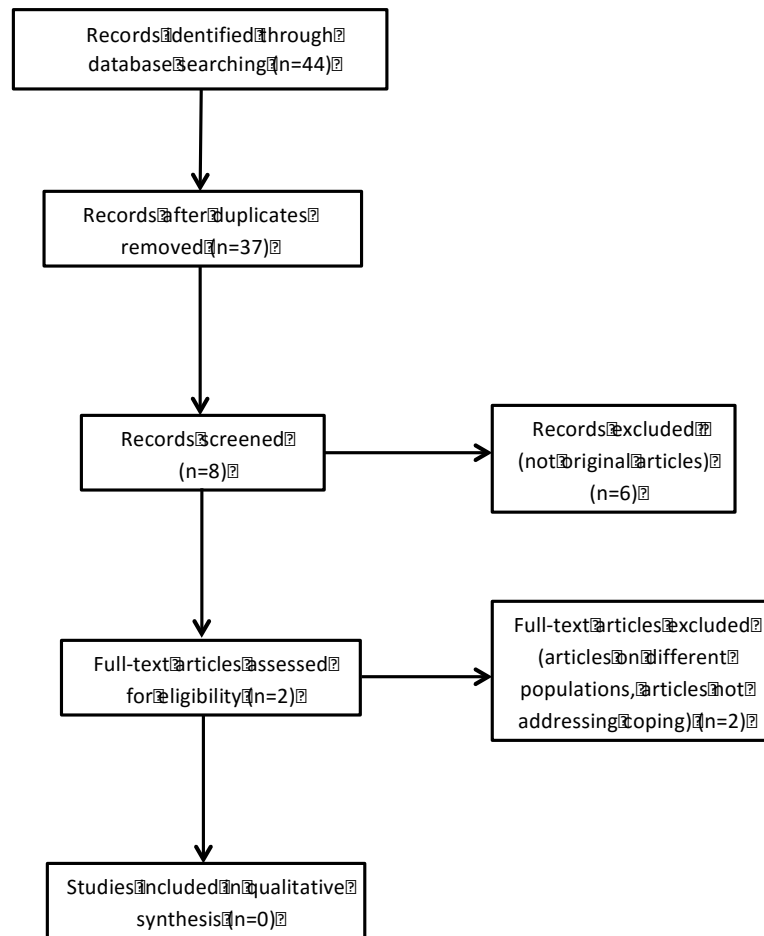 Records identified through
database searching (n=44)
Records after duplicates
removed (n=37)
Records screened
(n=8)
Records excluded
(not original articles)
(n=6)
Full-text articles assessed
for eligibility (n=2)
Full-text articles excluded
(articles on different
populations, articles not
addressing coping) (n=2)
Studies included in qualitative
synthesis (n=0)